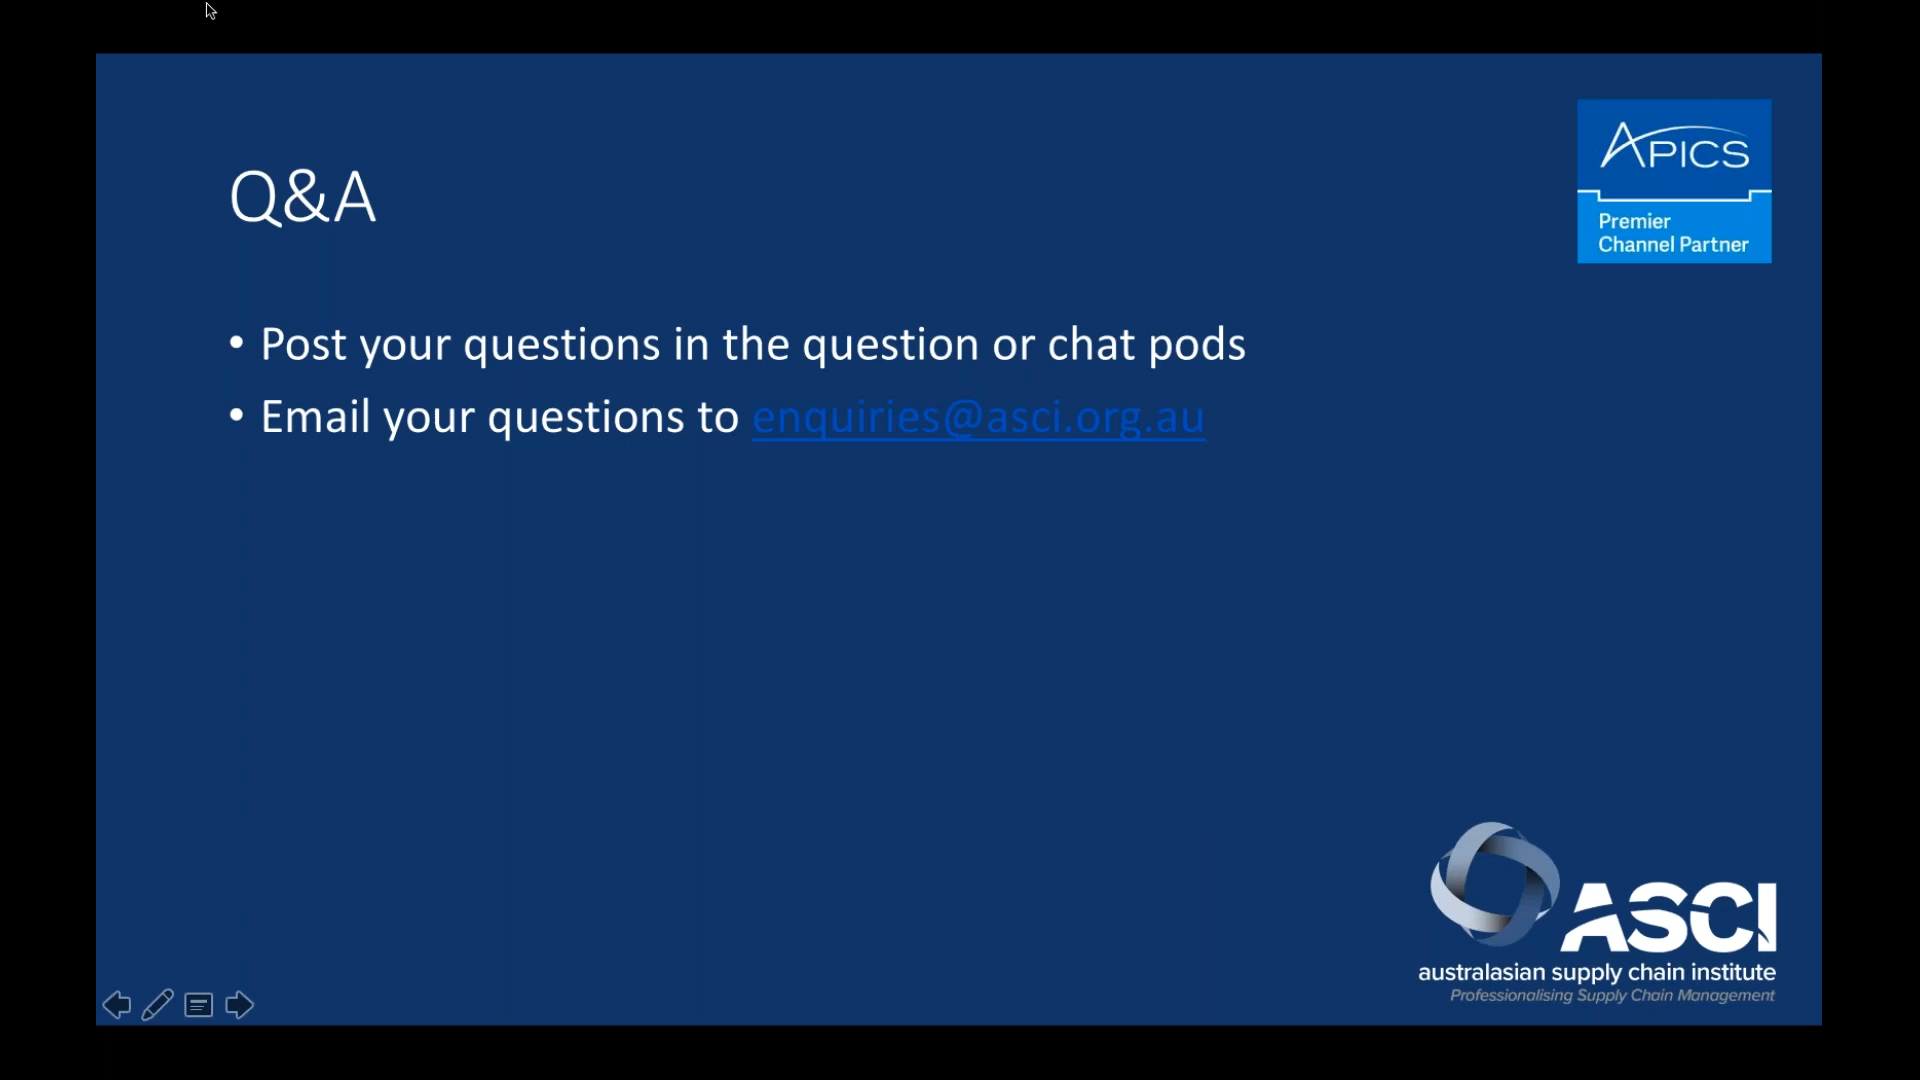 APICS
Premier
Channel Partner
Q&A
• Post your questions in the question or chat pods
• Email your questions to enquiries@asci.org.au
ASCI
australasian supply chain institute
Professionalising Supply Chain Management